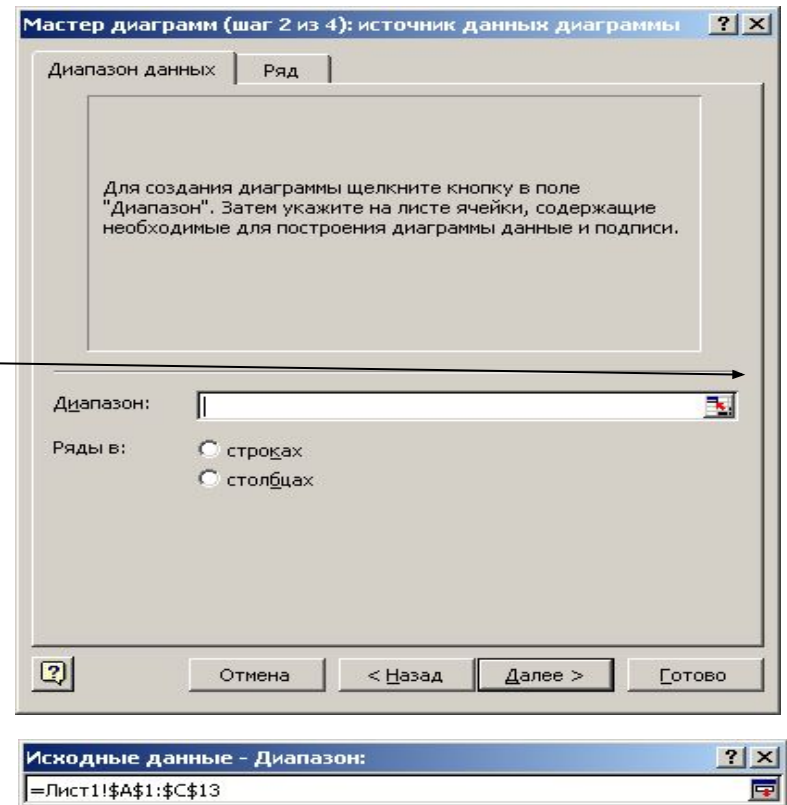 Мастер диаграмм (шаг 2 из 4): источник данных диаграммы
Диапазон данных Ряд
Для создания диаграммы щелкните кнопку в поле
"Диапазон". Затем укажите на листе ячейки, содержащие
необходимые для построения диаграммы данные и подписи.
Диапазон:
Ряды в: строках
столбцах
Отмена < Назад Далее > Готово
Исходные данные - Диапазон:
=Лист1!$A$1:$C$13